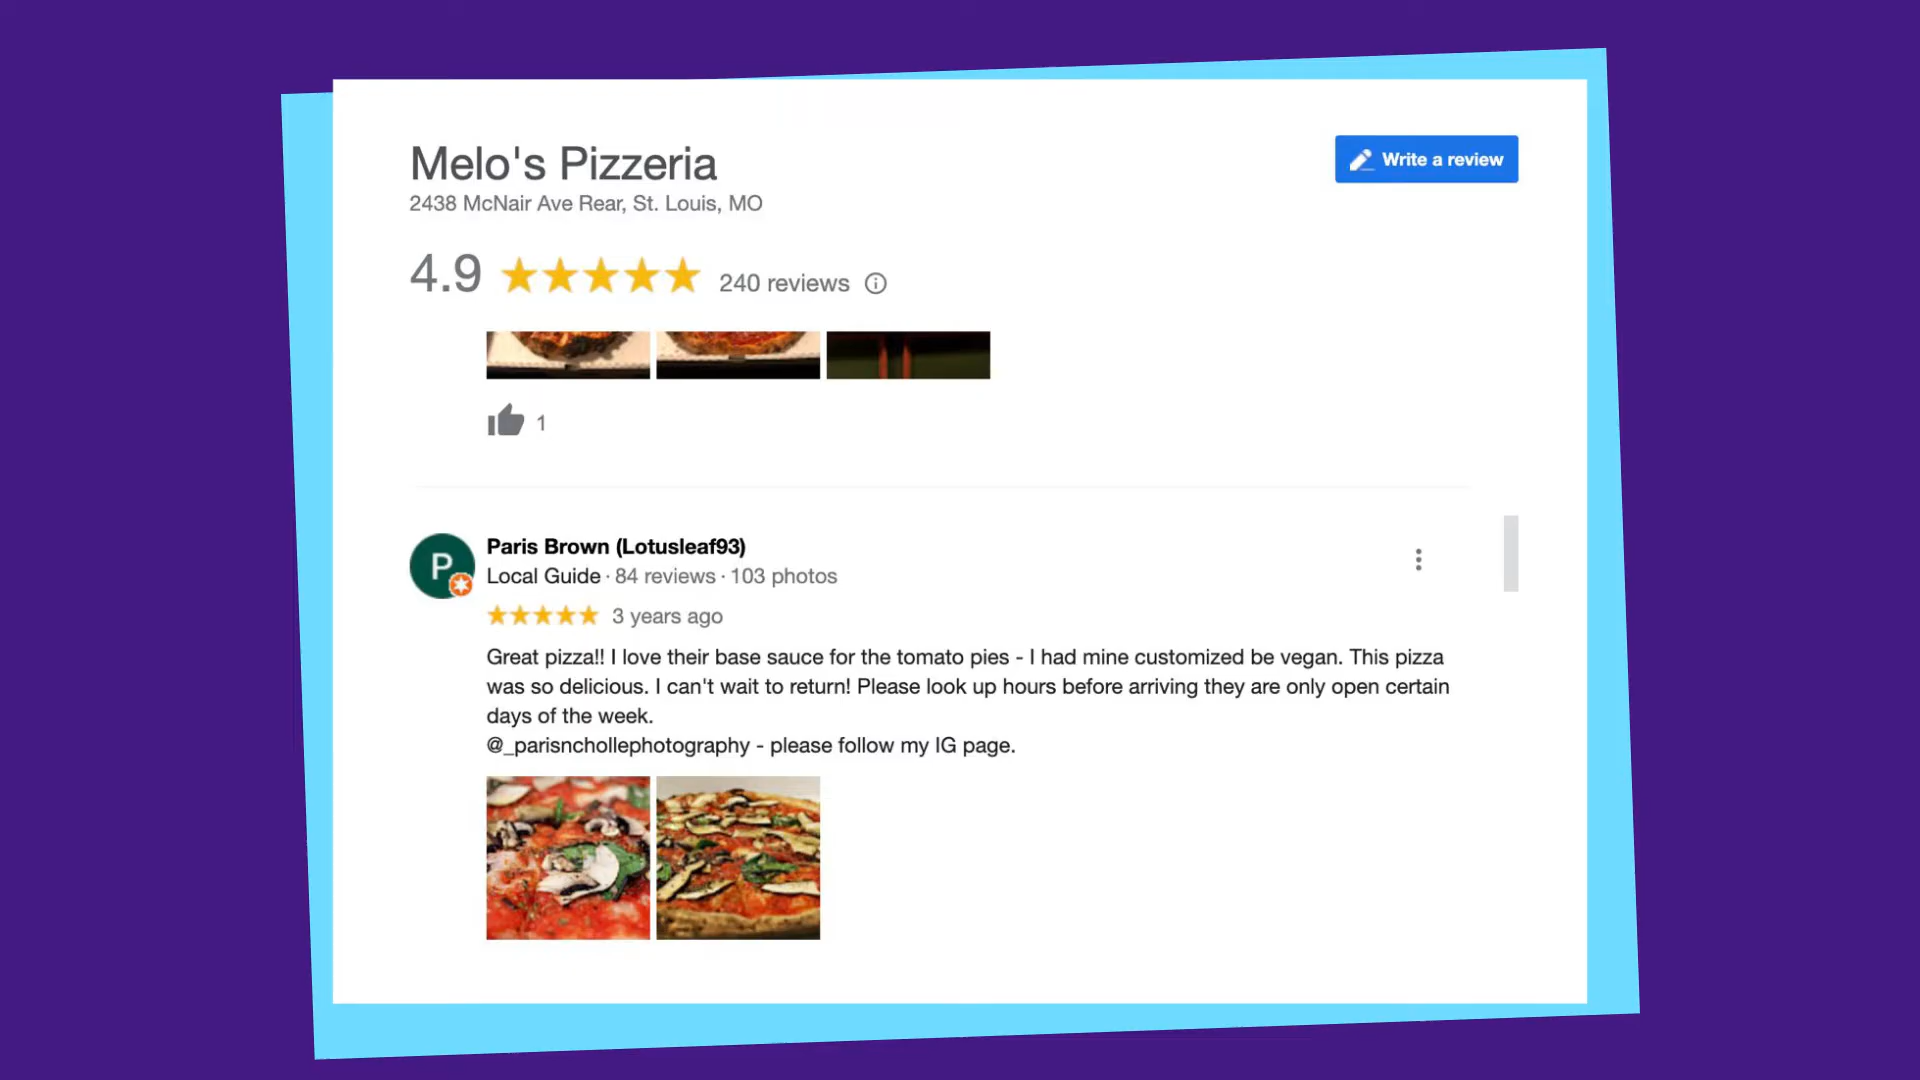 Melo's Pizzeria
Write a review
2438 McNair Ave Rear, St. Louis, MO
4.9 240 reviews
1
P
Paris Brown (Lotusleaf93)
Local Guide · 84 reviews · 103 photos
3 years ago
Great pizza!! I love their base sauce for the tomato pies - I had mine customized be vegan. This pizza
was so delicious. I can't wait to return! Please look up hours before arriving they are only open certain
days of the week.
@_parisnchollephotography - please follow my IG page.